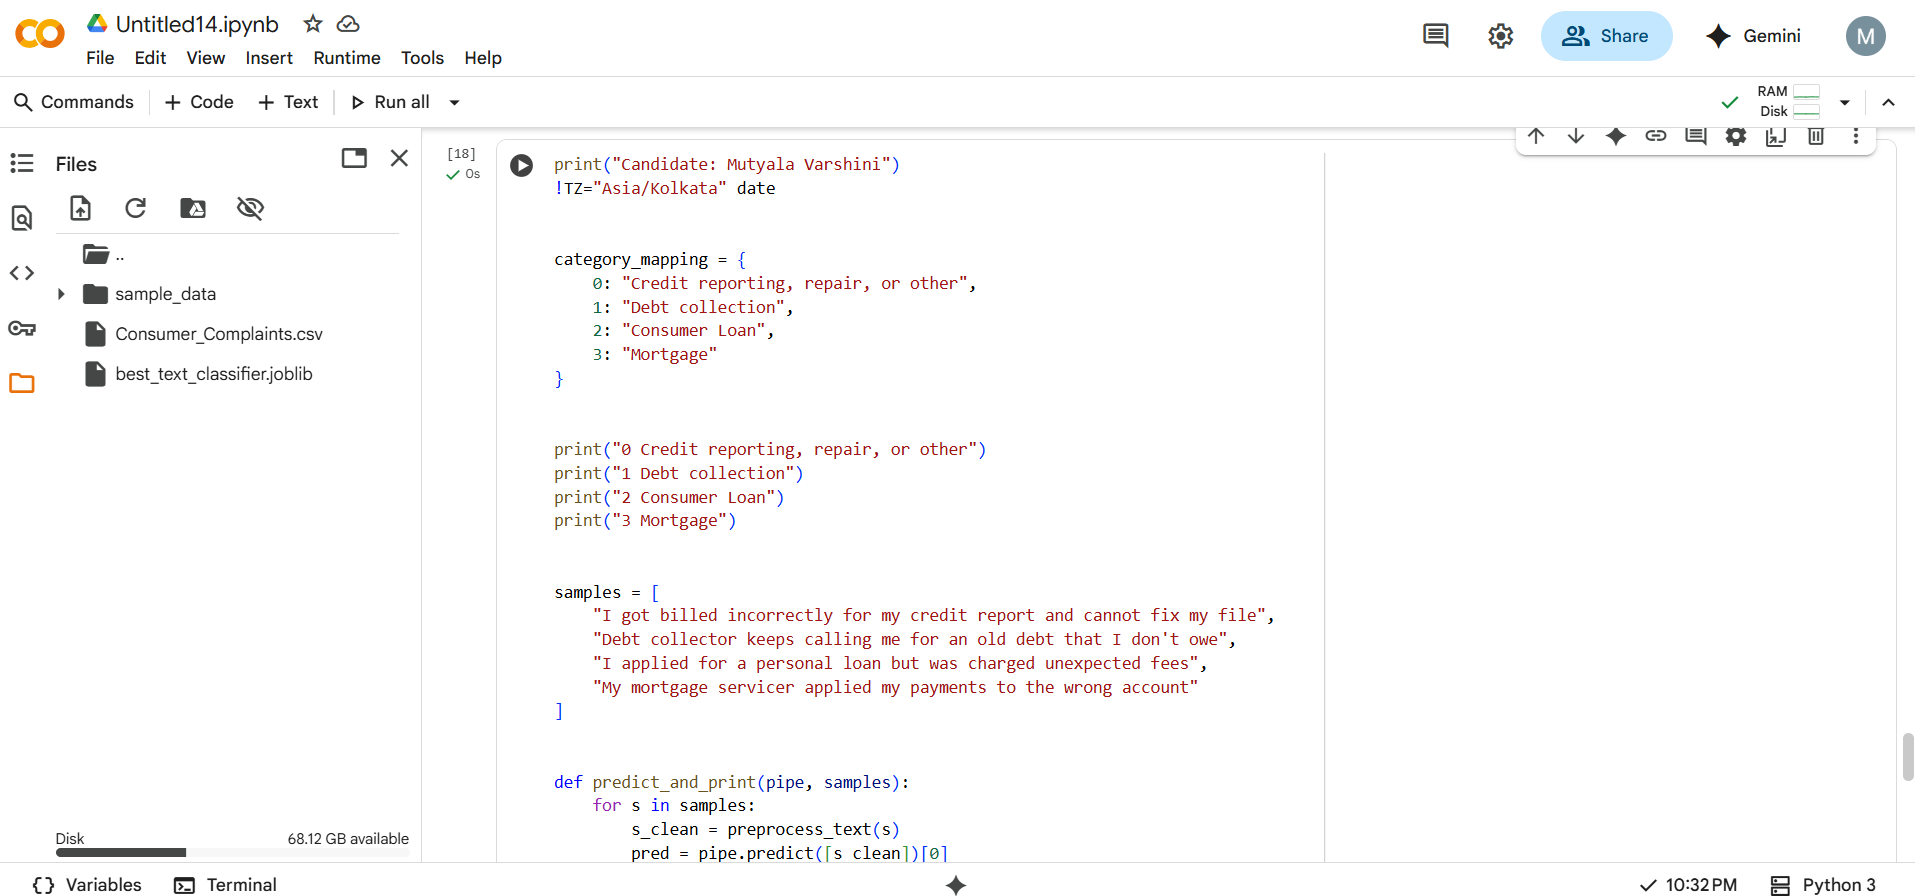 Untitled14.ipynb
File Edit View Insert Runtime Tools Help
Share
Gemini
M
Commands
+ Code
+ Text
Run all
RAM
Disk
Files
..
sample_data
Consumer_Complaints.csv
best_text_classifier.joblib
Disk
68.12 GB available
[18]
0s
print("Candidate: Mutyala Varshini")
!TZ="Asia/Kolkata" date
category_mapping = {
0: "Credit reporting, repair, or other",
1: "Debt collection",
2: "Consumer Loan",
3: "Mortgage"
}
print("0 Credit reporting, repair, or other")
print("1 Debt collection")
print("2 Consumer Loan")
print("3 Mortgage")
samples = [
"I got billed incorrectly for my credit report and cannot fix my file",
"Debt collector keeps calling me for an old debt that I don't owe",
"I applied for a personal loan but was charged unexpected fees",
"My mortgage servicer applied my payments to the wrong account"
]
def predict_and_print(pipe, samples):
for s in samples:
s_clean = preprocess_text(s)
pred = pipe.predict([s_clean])[0]
Variables
Terminal
10:32 PM
Python 3